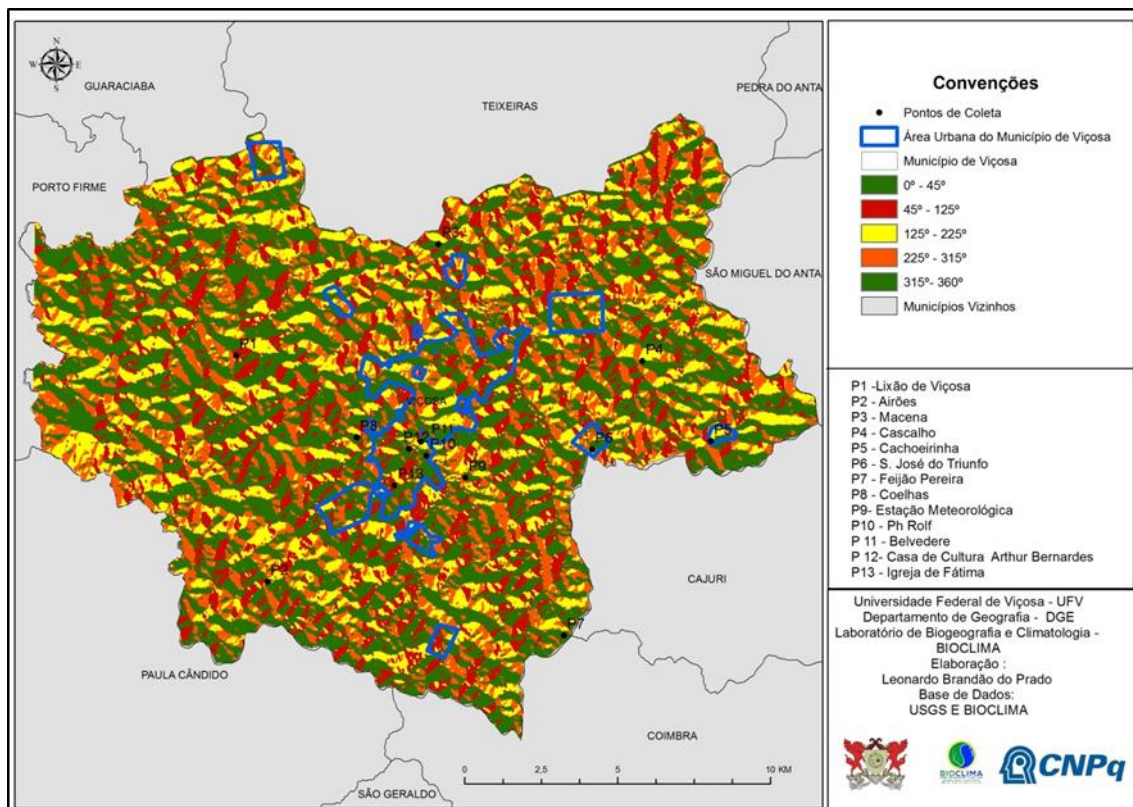 N
W E
S
GUARACIABA
TEIXEIRAS
PEDRA DO ANTA
PORTO FIRME
SÃO MIGUEL DO ANTA
P3
P1
P4
VIÇOSA
P8
P11
P12
P10
P5
P6
P9
P13
P2
P7
CAJURI
PAULA CÂNDIDO
COIMBRA
SÃO GERALDO
0 2,5 5 10 KM
Convenções
Pontos de Coleta
Área Urbana do Município de Viçosa
Município de Viçosa
0º - 45º
45º - 125º
125º - 225º
225º - 315º
315º- 360º
Municípios Vizinhos
P1 -Lixão de Viçosa
P2 - Airões
P3 - Macena
P4 - Cascalho
P5 - Cachoeirinha
P6 - S. José do Triunfo
P7 - Feijão Pereira
P8 - Coelhas
P9- Estação Meteorológica
P10 - Ph Rolf
P 11 - Belvedere
P 12- Casa de Cultura Arthur Bernardes
P13 - Igreja de Fátima
Universidade Federal de Viçosa - UFV
Departamento de Geografia - DGE
Laboratório de Biogeografia e Climatologia -
BIOCLIMA
Elaboração :
Leonardo Brandão do Prado
Base de Dados:
USGS E BIOCLIMA
BIOCLIMA
CNPq